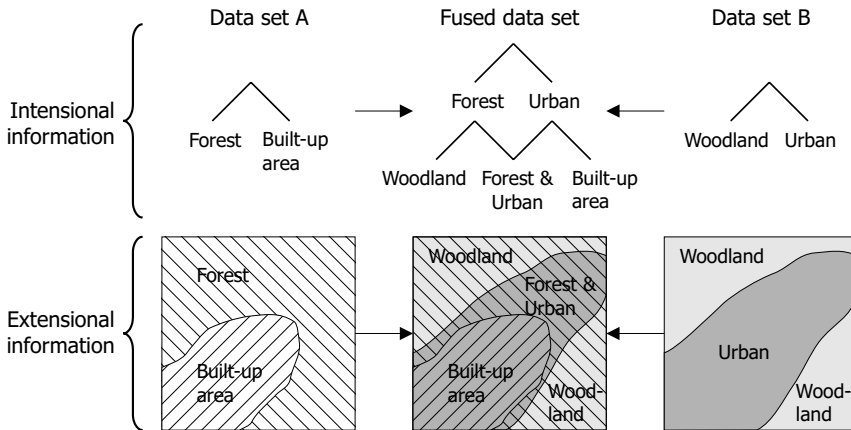 Data set A
Fused data set
Data set B
Intensional
information
Forest
Built-up
area
Forest
Urban
Woodland
Forest &
Urban
Built-up
area
Woodland
Urban
Extensional
information
Forest
Built-up
area
Woodland
Forest &
Urban
Built-up
area
Wood-
land
Woodland
Urban
Wood-
land